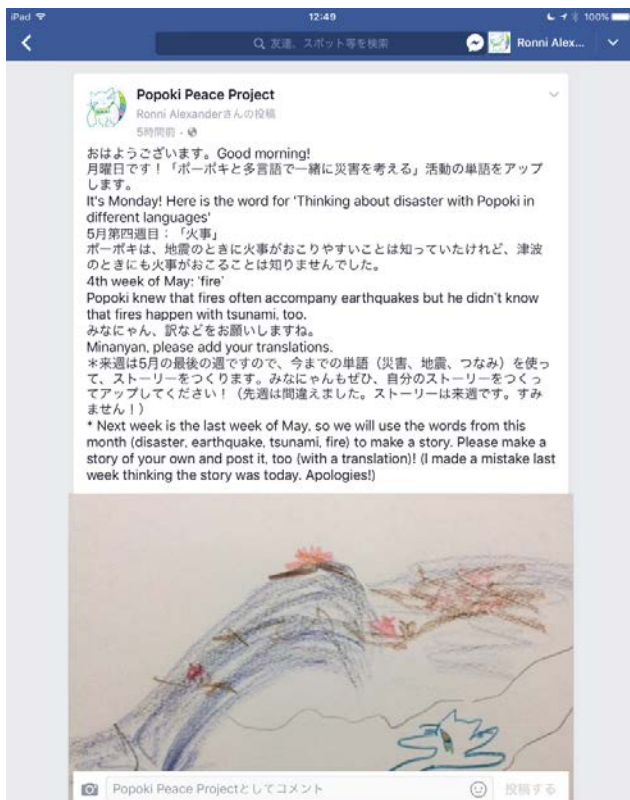 iPad
12:49
100%
友達、スポット等を検索
Ronni Alex...
Popoki Peace Project
Ronni Alexanderさんの投稿
5時間前 ·
おはようございます。Good morning!
月曜日です！「ポーポキと多言語で一緒に災害を考える」活動の単語をアップ
します。
It's Monday! Here is the word for 'Thinking about disaster with Popoki in
different languages'
5月第四週目：「火事」
ポーポキは、地震のときに火事がおこりやすいことは知っていたけれど、津波
のときにも火事がおこることは知りませんでした。
4th week of May: 'fire'
Popoki knew that fires often accompany earthquakes but he didn't know
that fires happen with tsunami, too.
みなにゃん、訳などをお願いしますね。
Minanyan, please add your translations.
＊来週は5月の最後の週ですので、今までの単語（災害、地震、つなみ）を使っ
て、ストーリーをつくります。みなにゃんもぜひ、自分のストーリーをつくっ
てアップしてください！（先週は間違えました。ストーリーは来週です。すみ
ません！）
* Next week is the last week of May, so we will use the words from this
month (disaster, earthquake, tsunami, fire) to make a story. Please make a
story of your own and post it, too (with a translation)! (I made a mistake last
week thinking the story was today. Apologies!)
Popoki Peace Projectとしてコメント
投稿する